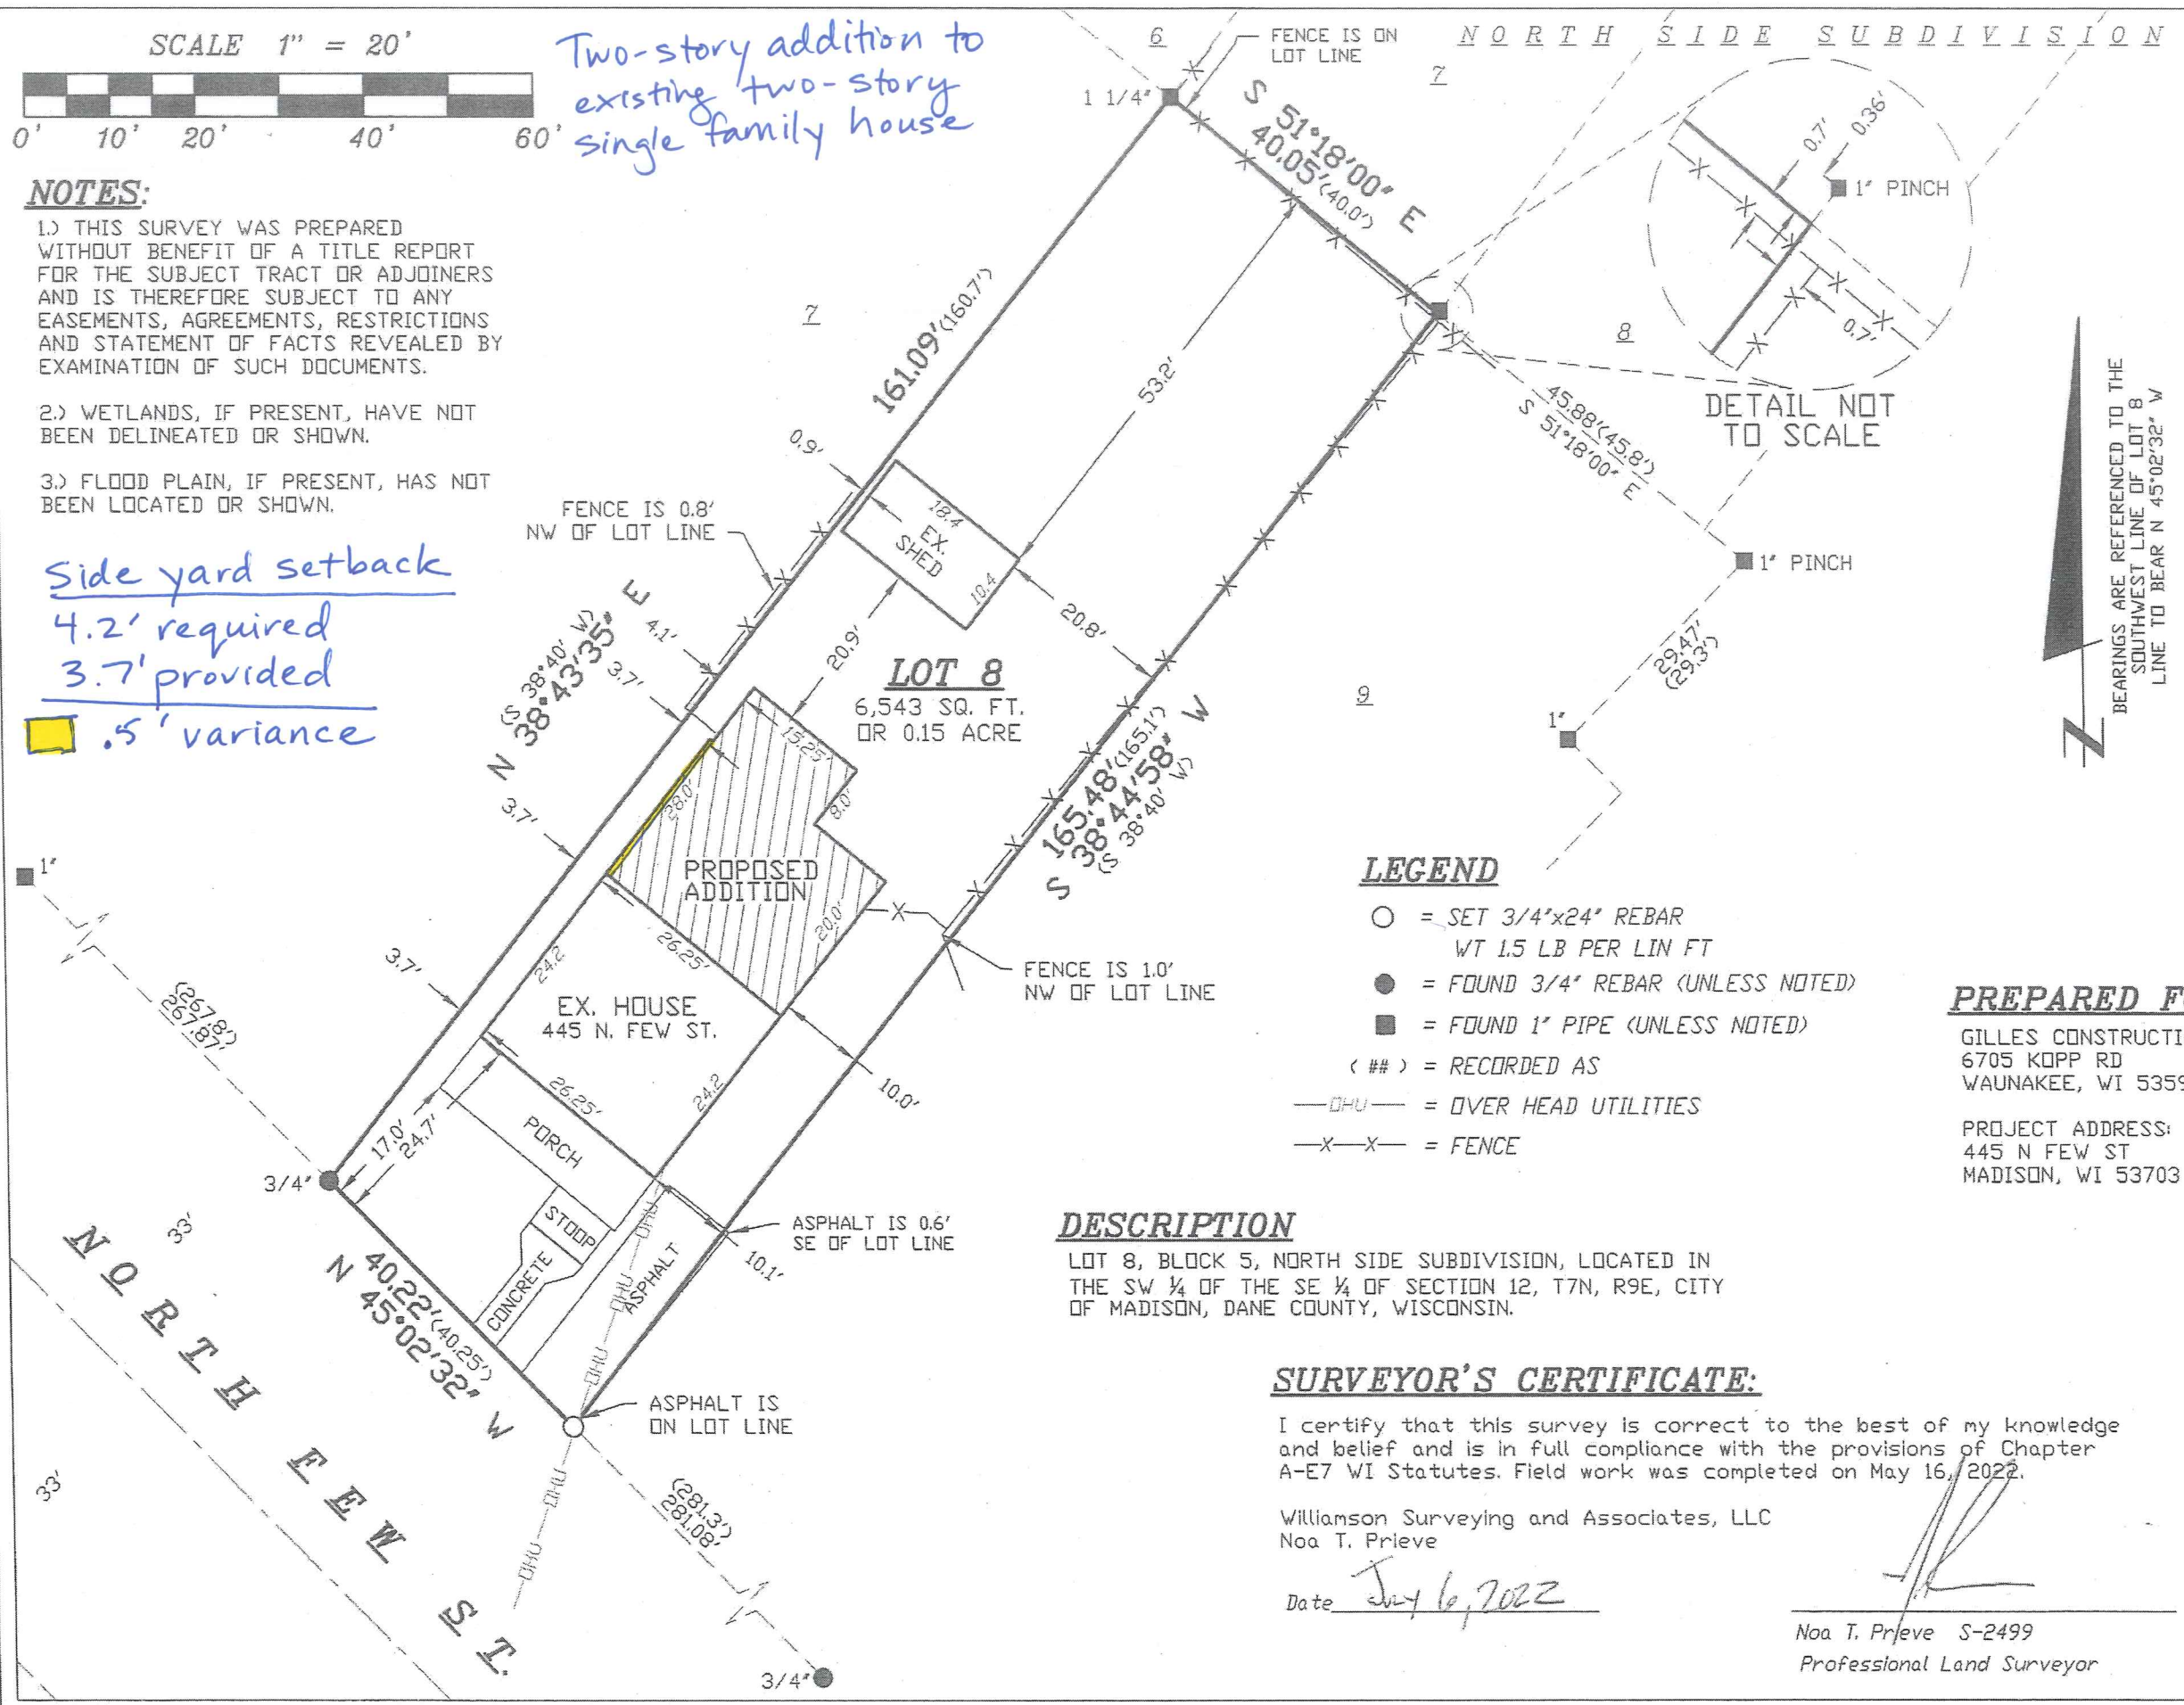 SCALE 1" = 20'
0' 10' 20' 40' 60'
Two-story addition to
existing two-story
single family house
NOTES:
1.) THIS SURVEY WAS PREPARED
WITHOUT BENEFIT OF A TITLE REPORT
FOR THE SUBJECT TRACT OR ADJOINERS
AND IS THEREFORE SUBJECT TO ANY
EASEMENTS, AGREEMENTS, RESTRICTIONS
AND STATEMENT OF FACTS REVEALED BY
EXAMINATION OF SUCH DOCUMENTS.
2.) WETLANDS, IF PRESENT, HAVE NOT
BEEN DELINEATED OR SHOWN.
3.) FLOOD PLAIN, IF PRESENT, HAS NOT
BEEN LOCATED OR SHOWN.
Side yard setback
4.2' required
3.7' provided
.5' variance
6
FENCE IS ON
LOT LINE
NORTH SIDE SUBDIVISION
7
1 1/4"
S 51°18'00" E
40.05'(40.0')
0.7'
0.36'
1" PINCH
0.7'
DETAIL NOT
TO SCALE
8
7
161.09'(160.7')
53.2'
45.88'(45.8')
S 51°18'00" E
1" PINCH
29.47'
(29.3')
1"
BEARINGS ARE REFERENCED TO THE
SOUTHWEST LINE OF LOT 8
LINE TO BEAR N 45°02'32" W
N
0.9'
FENCE IS 0.8'
NW OF LOT LINE
18.4
EX.
SHED
10.4
20.8'
20.9'
4.1'
3.7'
(S 38°40' W)
N 38°43'35" E
LOT 8
6,543 SQ. FT.
OR 0.15 ACRE
9
165.48'(165.1')
S 38°44'58" W
(S 38°40' W)
15.25'
28.0'
8.0'
PROPOSED
ADDITION
20.0'
26.25'
3.7'
3.7'
24.2
EX. HOUSE
445 N. FEW ST.
24.2
26.25'
FENCE IS 1.0'
NW OF LOT LINE
10.0'
1"
(267.8')
267.87'
PORCH
17.0'
24.7'
3/4"
STOOP
CONCRETE
ASPHALT
OHU
OHU
OHU
ASPHALT IS 0.6'
SE OF LOT LINE
10.1'
40.22'(40.25')
N 45°02'32" W
33'
NORTH FEW ST.
33'
ASPHALT IS
ON LOT LINE
OHU
OHU
(281.3')
281.08'
3/4"
LEGEND
= SET 3/4"x24" REBAR
WT 1.5 LB PER LIN FT
= FOUND 3/4" REBAR (UNLESS NOTED)
= FOUND 1" PIPE (UNLESS NOTED)
( ## ) = RECORDED AS
OHU = OVER HEAD UTILITIES
X X = FENCE
PREPARED F
GILLES CONSTRUCTI
6705 KOPP RD
WAUNAKEE, WI 5359
PROJECT ADDRESS:
445 N FEW ST
MADISON, WI 53703
DESCRIPTION
LOT 8, BLOCK 5, NORTH SIDE SUBDIVISION, LOCATED IN
THE SW ¼ OF THE SE ¼ OF SECTION 12, T7N, R9E, CITY
OF MADISON, DANE COUNTY, WISCONSIN.
SURVEYOR'S CERTIFICATE:
I certify that this survey is correct to the best of my knowledge
and belief and is in full compliance with the provisions of Chapter
A-E7 WI Statutes. Field work was completed on May 16, 2022.
Williamson Surveying and Associates, LLC
Noa T. Prieve
Date 6, 2022
Noa T. Prieve S-2499
Professional Land Surveyor